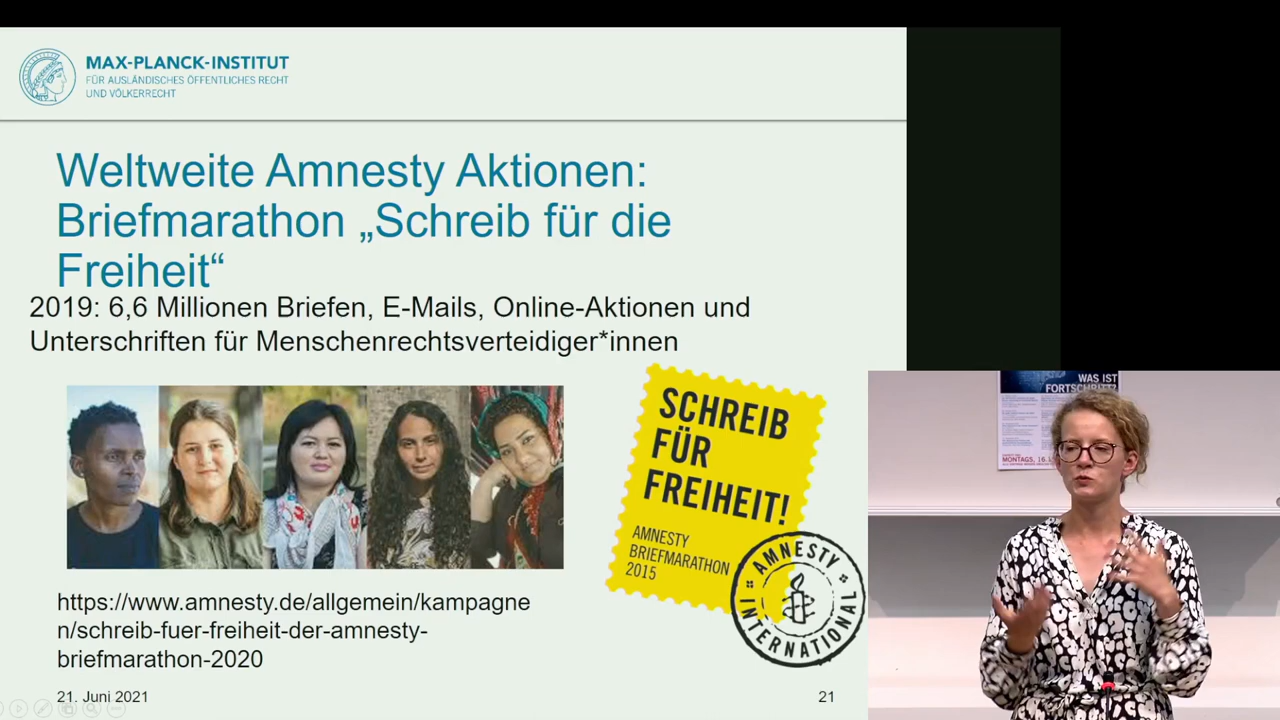 MAX-PLANCK-INSTITUT
FÜR AUSLÄNDISCHES ÖFFENTLICHES RECHT
UND VÖLKERRECHT
Weltweite Amnesty Aktionen:
Briefmarathon „Schreib für die
Freiheit“
2019: 6,6 Millionen Briefen, E-Mails, Online-Aktionen und
Unterschriften für Menschenrechtsverteidiger*innen
SCHREIB
FÜR
FREIHEIT!
AMNESTY
BRIEFMARATHON
2015
AMNESTY
INTERNATIONAL
https://www.amnesty.de/allgemein/kampagne
n/schreib-fuer-freiheit-der-amnesty-
briefmarathon-2020
21. Juni 2021
21
WAS IST
FORTSCHRITT?
MONTAGS, 16.